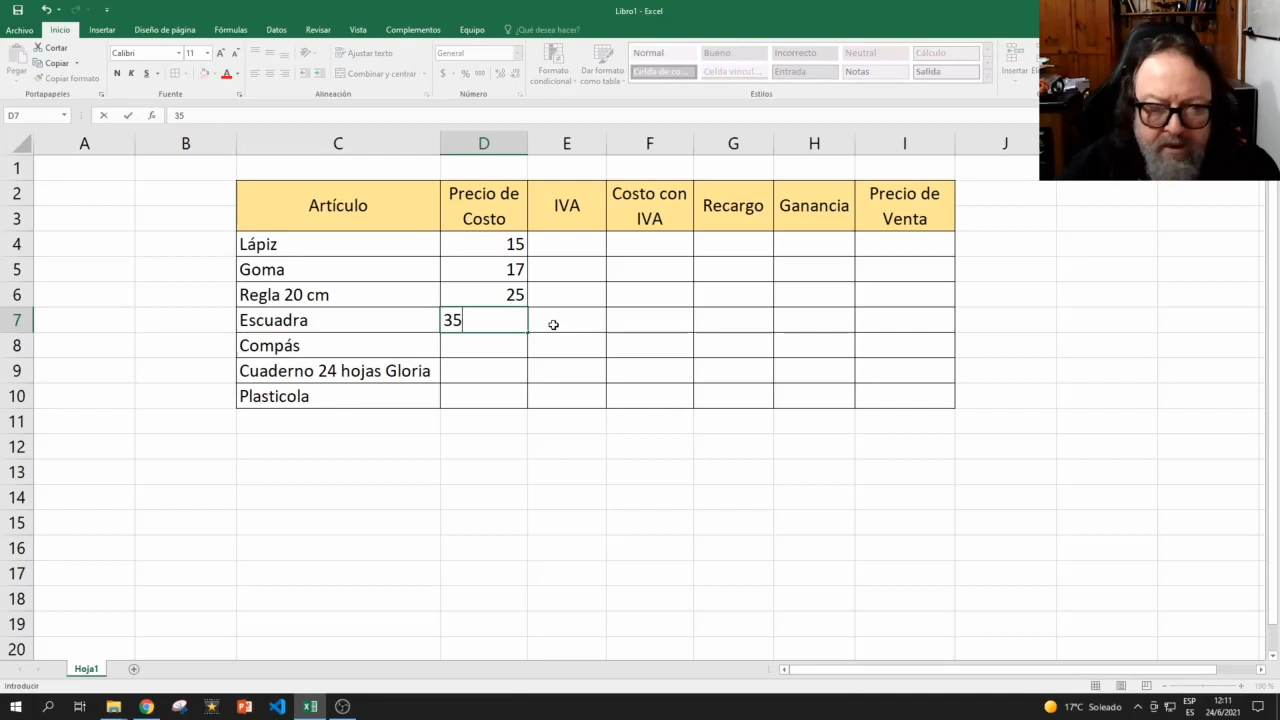 Libro1 - Excel
Archivo Inicio Insertar Diseño de página Fórmulas Datos Revisar Vista Complementos Equipo ¿Qué desea hacer?
Pegar
Cortar
Copiar
Copiar formato
Portapapeles
Calibri 11
N K S
Fuente
Ajustar texto
Combinar y centrar
Alineación
General
$ % 000
Número
Formato condicional
Dar formato como tabla
Normal Bueno Incorrecto Neutral Cálculo
Celda de co... Celda vincul... Entrada Notas Salida
Estilos
Insertar
D7 fx 35
A B C D E F G H I J
1
2
3
Artículo
Precio de
Costo
IVA
Costo con
IVA
Recargo
Ganancia
Precio de
Venta
4 Lápiz 15
5 Goma 17
6 Regla 20 cm 25
7 Escuadra 35
8 Compás
9 Cuaderno 24 hojas Gloria
10 Plasticola
11
12
13
14
15
16
17
18
19
20
Hoja1
Introducir
190 %
17°C Soleado
ESP
ES
12:11
24/6/2021